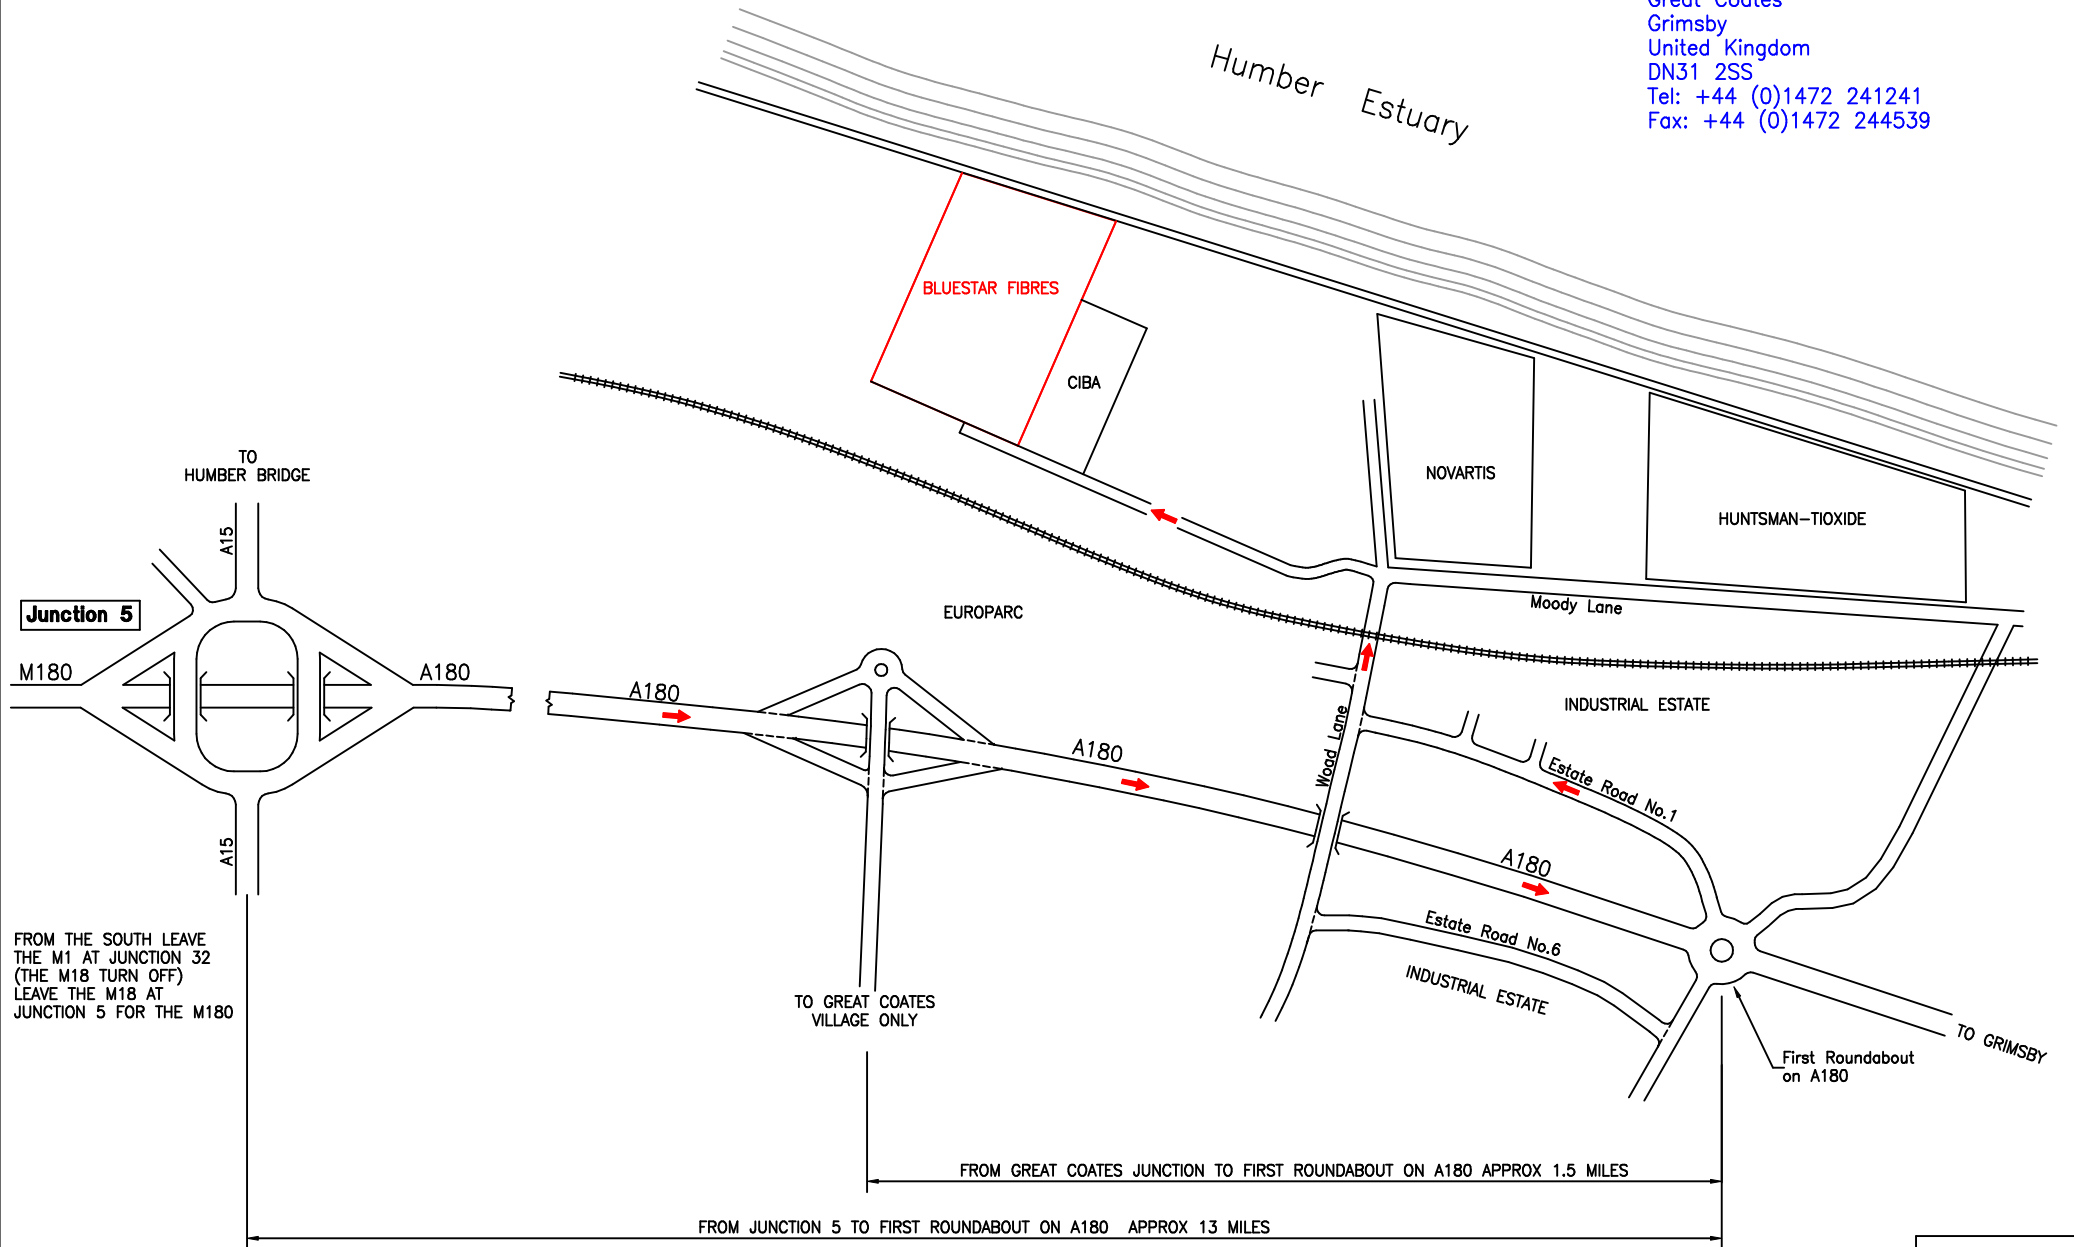 Great Coates
Grimsby
United Kingdom
DN31 2SS
Tel: +44 (0)1472 241241
Fax: +44 (0)1472 244539
Humber Estuary
BLUESTAR FIBRES
CIBA
NOVARTIS
HUNTSMAN-TIOXIDE
TO
HUMBER BRIDGE
A15
Junction 5
M180
A180
A15
EUROPARC
Moody Lane
A180
A180
Woad Lane
INDUSTRIAL ESTATE
Estate Road No.1
A180
Estate Road No.6
INDUSTRIAL ESTATE
FROM THE SOUTH LEAVE
THE M1 AT JUNCTION 32
(THE M18 TURN OFF)
LEAVE THE M18 AT
JUNCTION 5 FOR THE M180
TO GREAT COATES
VILLAGE ONLY
TO GRIMSBY
First Roundabout
on A180
FROM GREAT COATES JUNCTION TO FIRST ROUNDABOUT ON A180 APPROX 1.5 MILES
FROM JUNCTION 5 TO FIRST ROUNDABOUT ON A180 APPROX 13 MILES